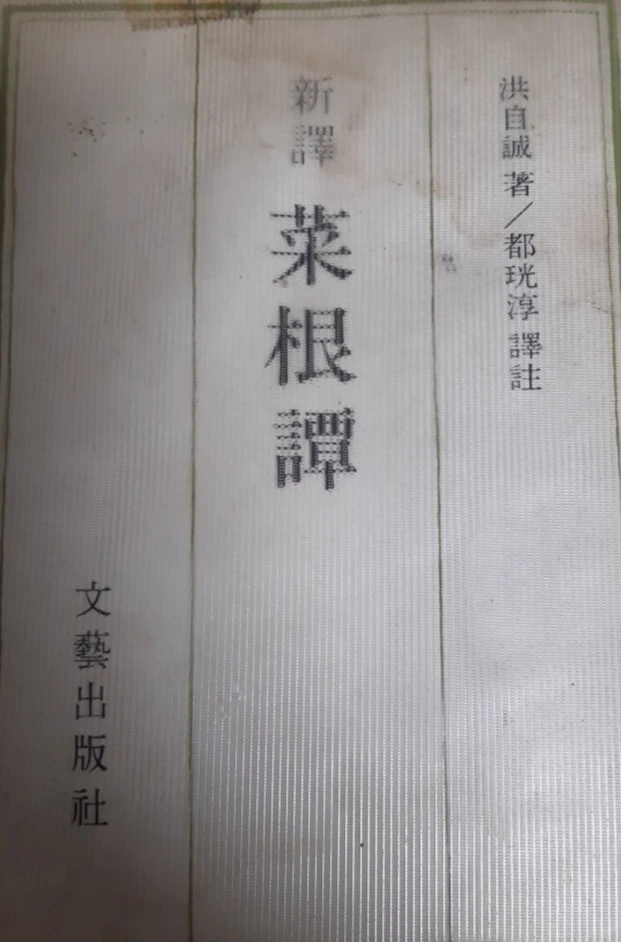 洪自誠 著／都珖淳 譯註
新譯 菜根譚
文藝出版社